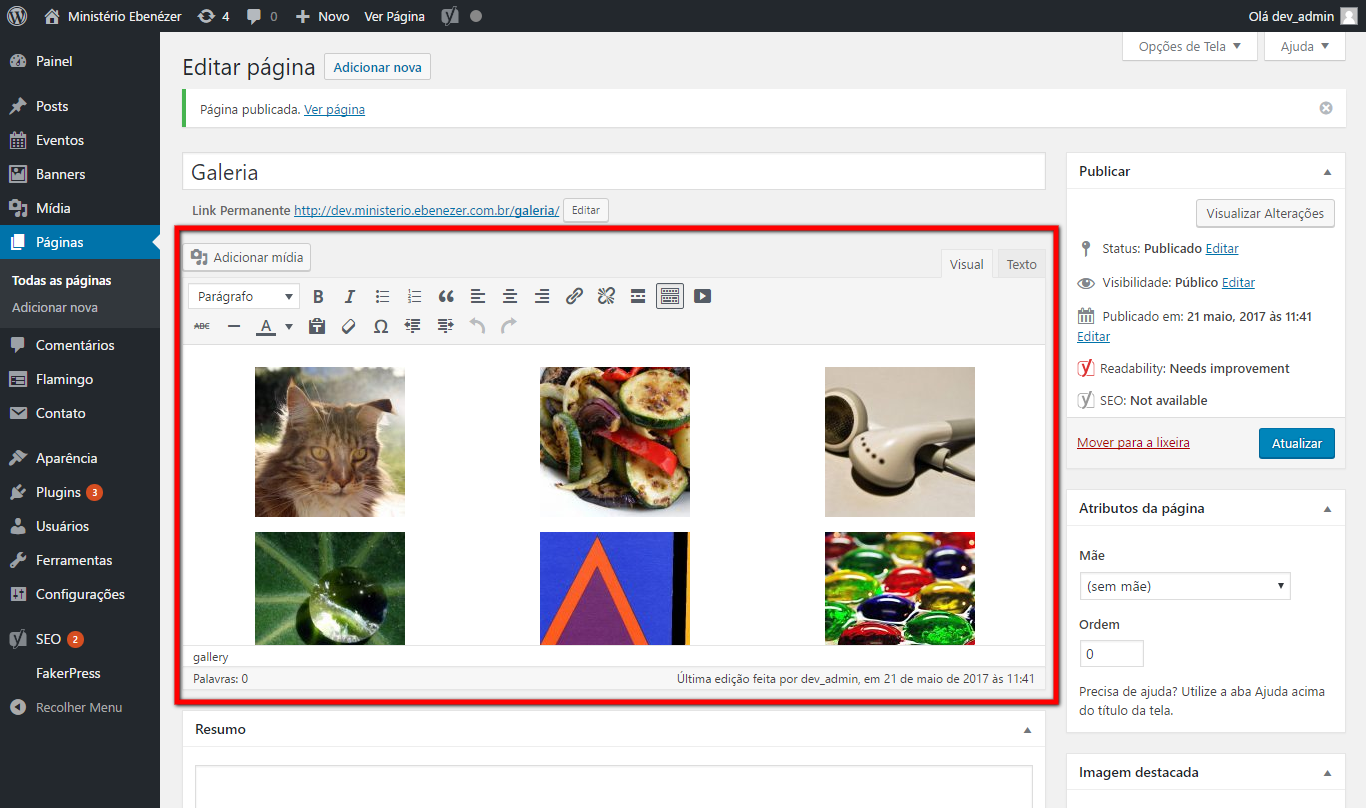 Ministério Ebenézer 4 0 Novo Ver Página Olá dev_admin
Opções de Tela Ajuda
Painel
Posts
Eventos
Banners
Mídia
Páginas
Todas as páginas
Adicionar nova
Comentários
Flamingo
Contato
Aparência
Plugins 3
Usuários
Ferramentas
Configurações
SEO 2
FakerPress
Recolher Menu
Editar página Adicionar nova
Página publicada. Ver página
Galeria
Link Permanente http://dev.ministerio.ebenezer.com.br/galeria/ Editar
Adicionar mídia Visual Texto
Parágrafo
ABC
gallery
Palavras: 0 Última edição feita por dev_admin, em 21 de maio de 2017 às 11:41
Resumo
Publicar
Visualizar Alterações
Status: Publicado Editar
Visibilidade: Público Editar
Publicado em: 21 maio, 2017 às 11:41
Editar
Readability: Needs improvement
SEO: Not available
Mover para a lixeira Atualizar
Atributos da página
Mãe
(sem mãe)
Ordem
0
Precisa de ajuda? Utilize a aba Ajuda acima
do título da tela.
Imagem destacada